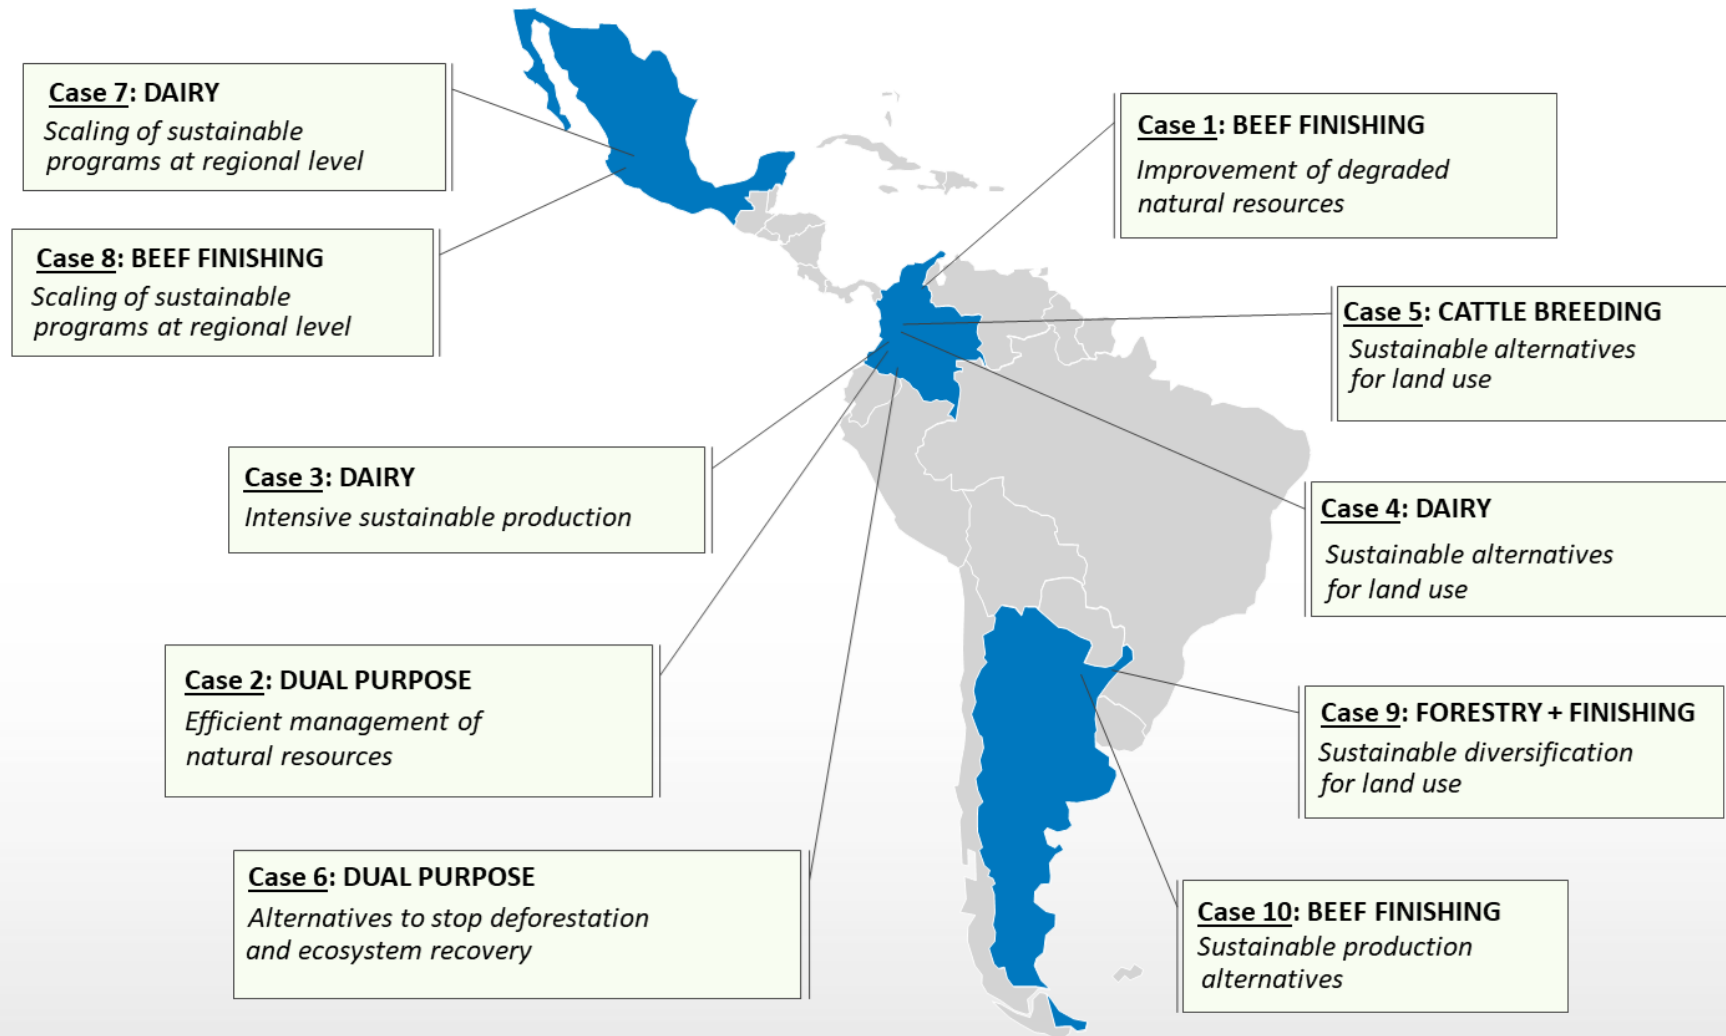 Case 7: DAIRY
Scaling of sustainable
programs at regional level
Case 8: BEEF FINISHING
Scaling of sustainable
programs at regional level
Case 3: DAIRY
Intensive sustainable production
Case 2: DUAL PURPOSE
Efficient management of
natural resources
Case 6: DUAL PURPOSE
Alternatives to stop deforestation
and ecosystem recovery
Case 1: BEEF FINISHING
Improvement of degraded
natural resources
Case 5: CATTLE BREEDING
Sustainable alternatives
for land use
Case 4: DAIRY
Sustainable alternatives
for land use
Case 9: FORESTRY + FINISHING
Sustainable diversification
for land use
Case 10: BEEF FINISHING
Sustainable production
alternatives